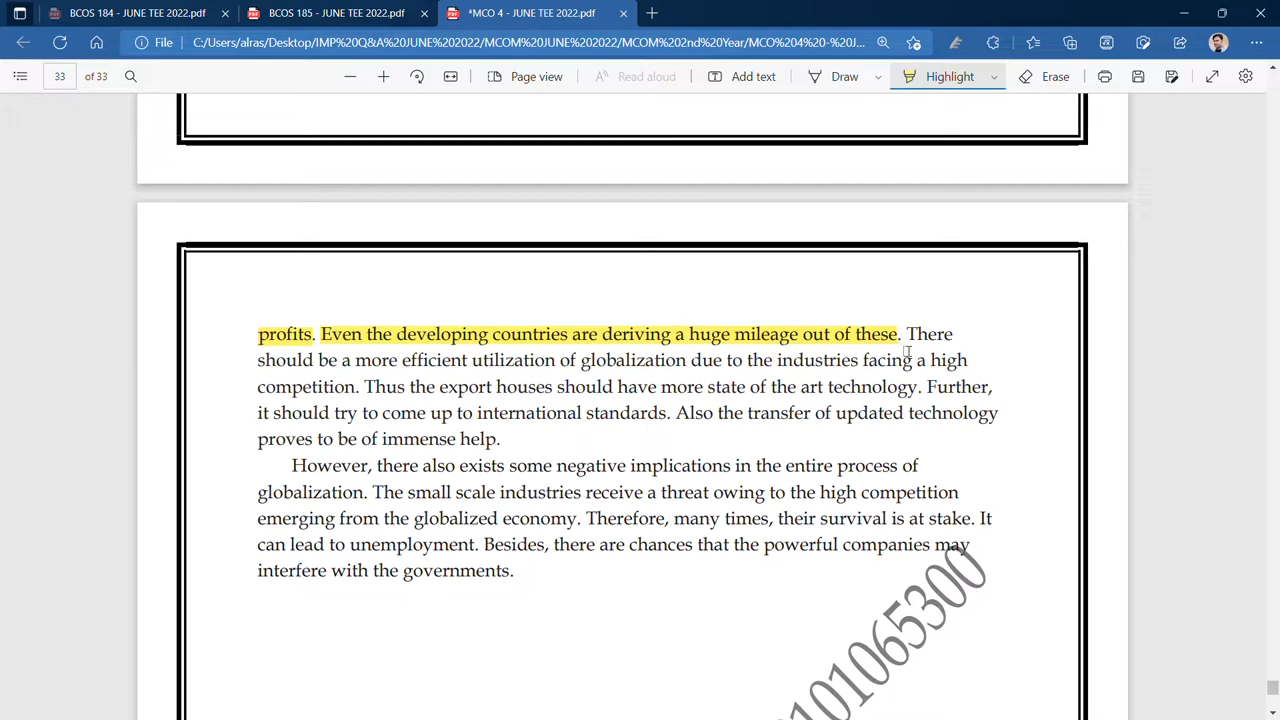 BCOS 184 - JUNE TEE 2022.pdf
BCOS 185 - JUNE TEE 2022.pdf
*MCO 4 - JUNE TEE 2022.pdf
File
C:/Users/alras/Desktop/IMP%20Q&A%20JUNE%202022/MCOM%20JUNE%202022/MCOM%202nd%20Year/MCO%204%20-%20J...
33 of 33
Page view
Read aloud
Add text
Draw
Highlight
Erase
profits. Even the developing countries are deriving a huge mileage out of these. There
should be a more efficient utilization of globalization due to the industries facing a high
competition. Thus the export houses should have more state of the art technology. Further,
it should try to come up to international standards. Also the transfer of updated technology
proves to be of immense help.
However, there also exists some negative implications in the entire process of
globalization. The small scale industries receive a threat owing to the high competition
emerging from the globalized economy. Therefore, many times, their survival is at stake. It
can lead to unemployment. Besides, there are chances that the powerful companies may
interfere with the governments.
01065300